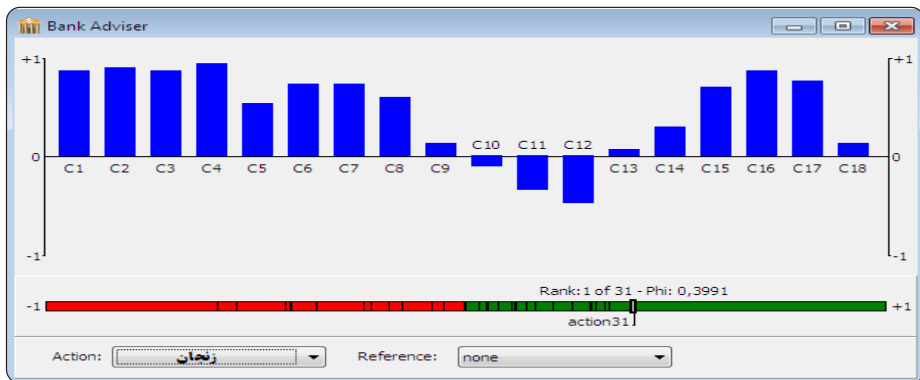 Bank Adviser
+1 +1
C10 C11 C12
0 0
C1 C2 C3 C4 C5 C6 C7 C8 C9 C13 C14 C15 C16 C17 C18
-1 -1
Rank:1 of 31 - Phi: 0,3991
-1 +1
action31
Action: زنجان Reference: none